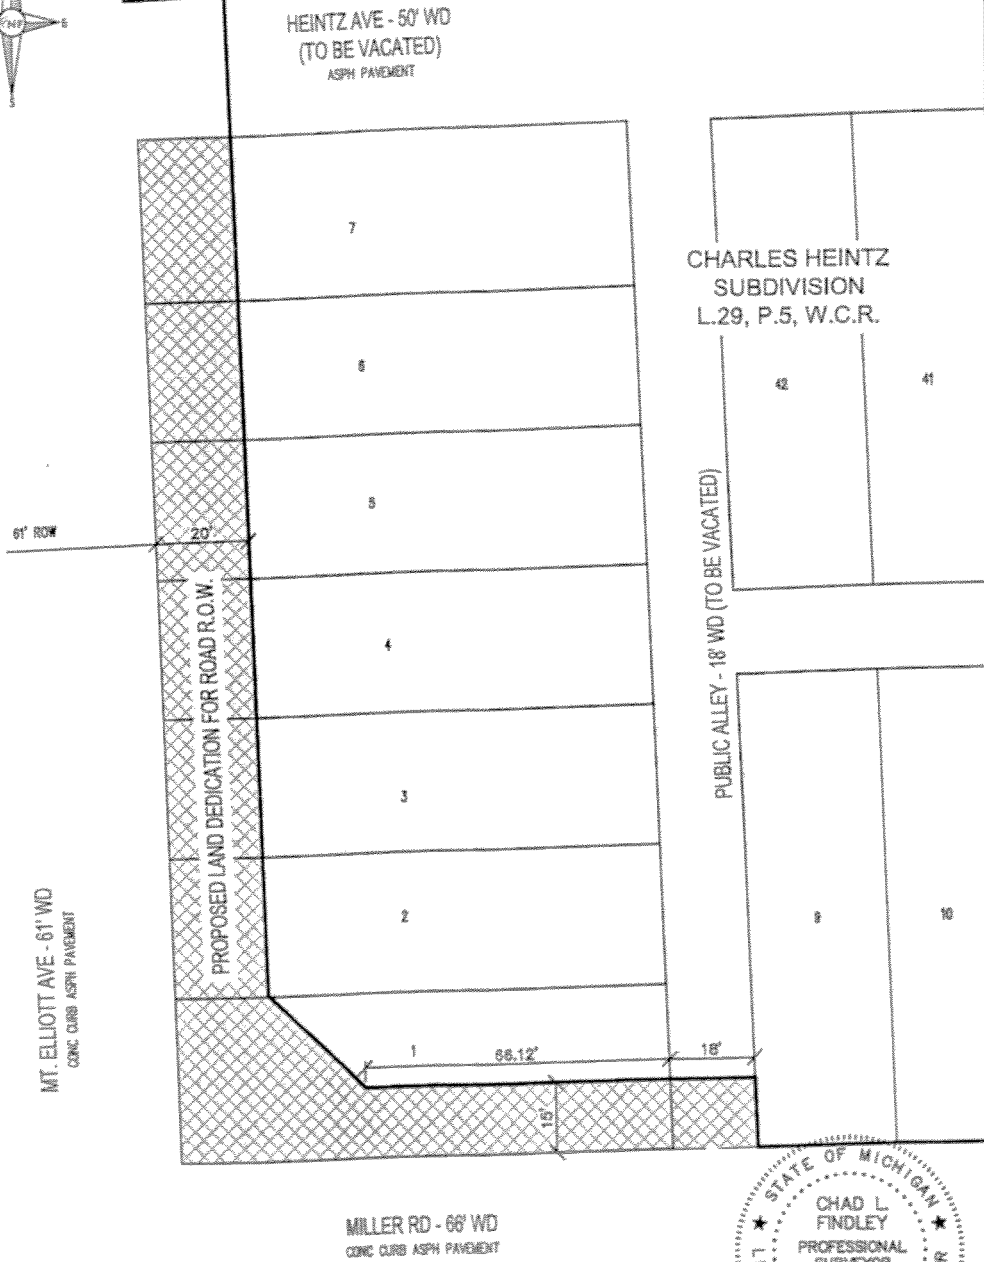 E
S
HEINTZ AVE - 50' WD
(TO BE VACATED)
ASPH PAVEMENT
7
CHARLES HEINTZ
SUBDIVISION
L.29, P.5, W.C.R.
6
42
41
5
61' ROW
20'
PUBLIC ALLEY - 18' WD (TO BE VACATED)
PROPOSED LAND DEDICATION FOR ROAD R.O.W.
4
3
2
9
10
MT. ELLIOTT AVE - 61' WD
CONC CURB ASPH PAVEMENT
1
66.12'
18'
15'
MILLER RD - 66' WD
CONC CURB ASPH PAVEMENT
STATE OF MICHIGAN
CHAD L.
FINDLEY
PROFESSIONAL
SURVEYOR